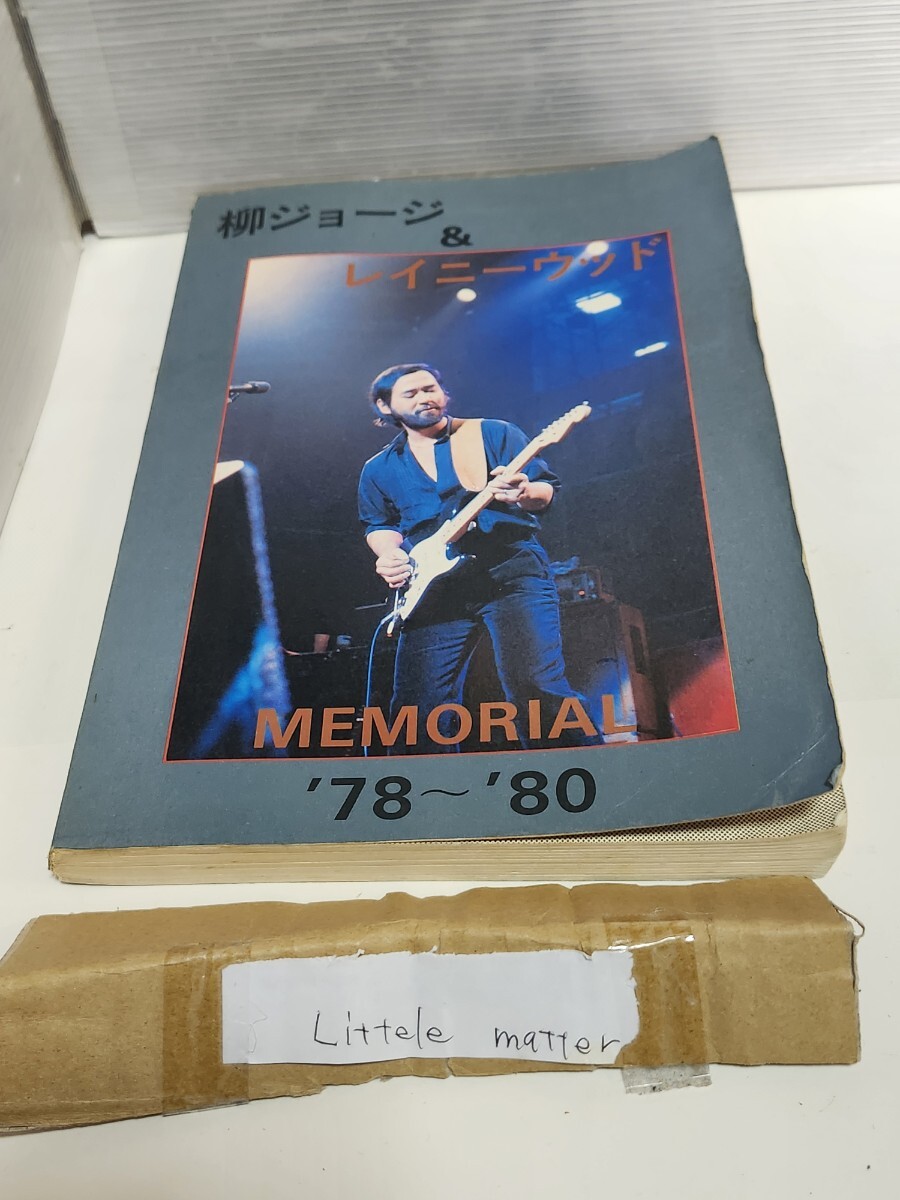 柳ジョージ
&
レイニーウッド
MEMORIAL
'78〜'80
Littele matter